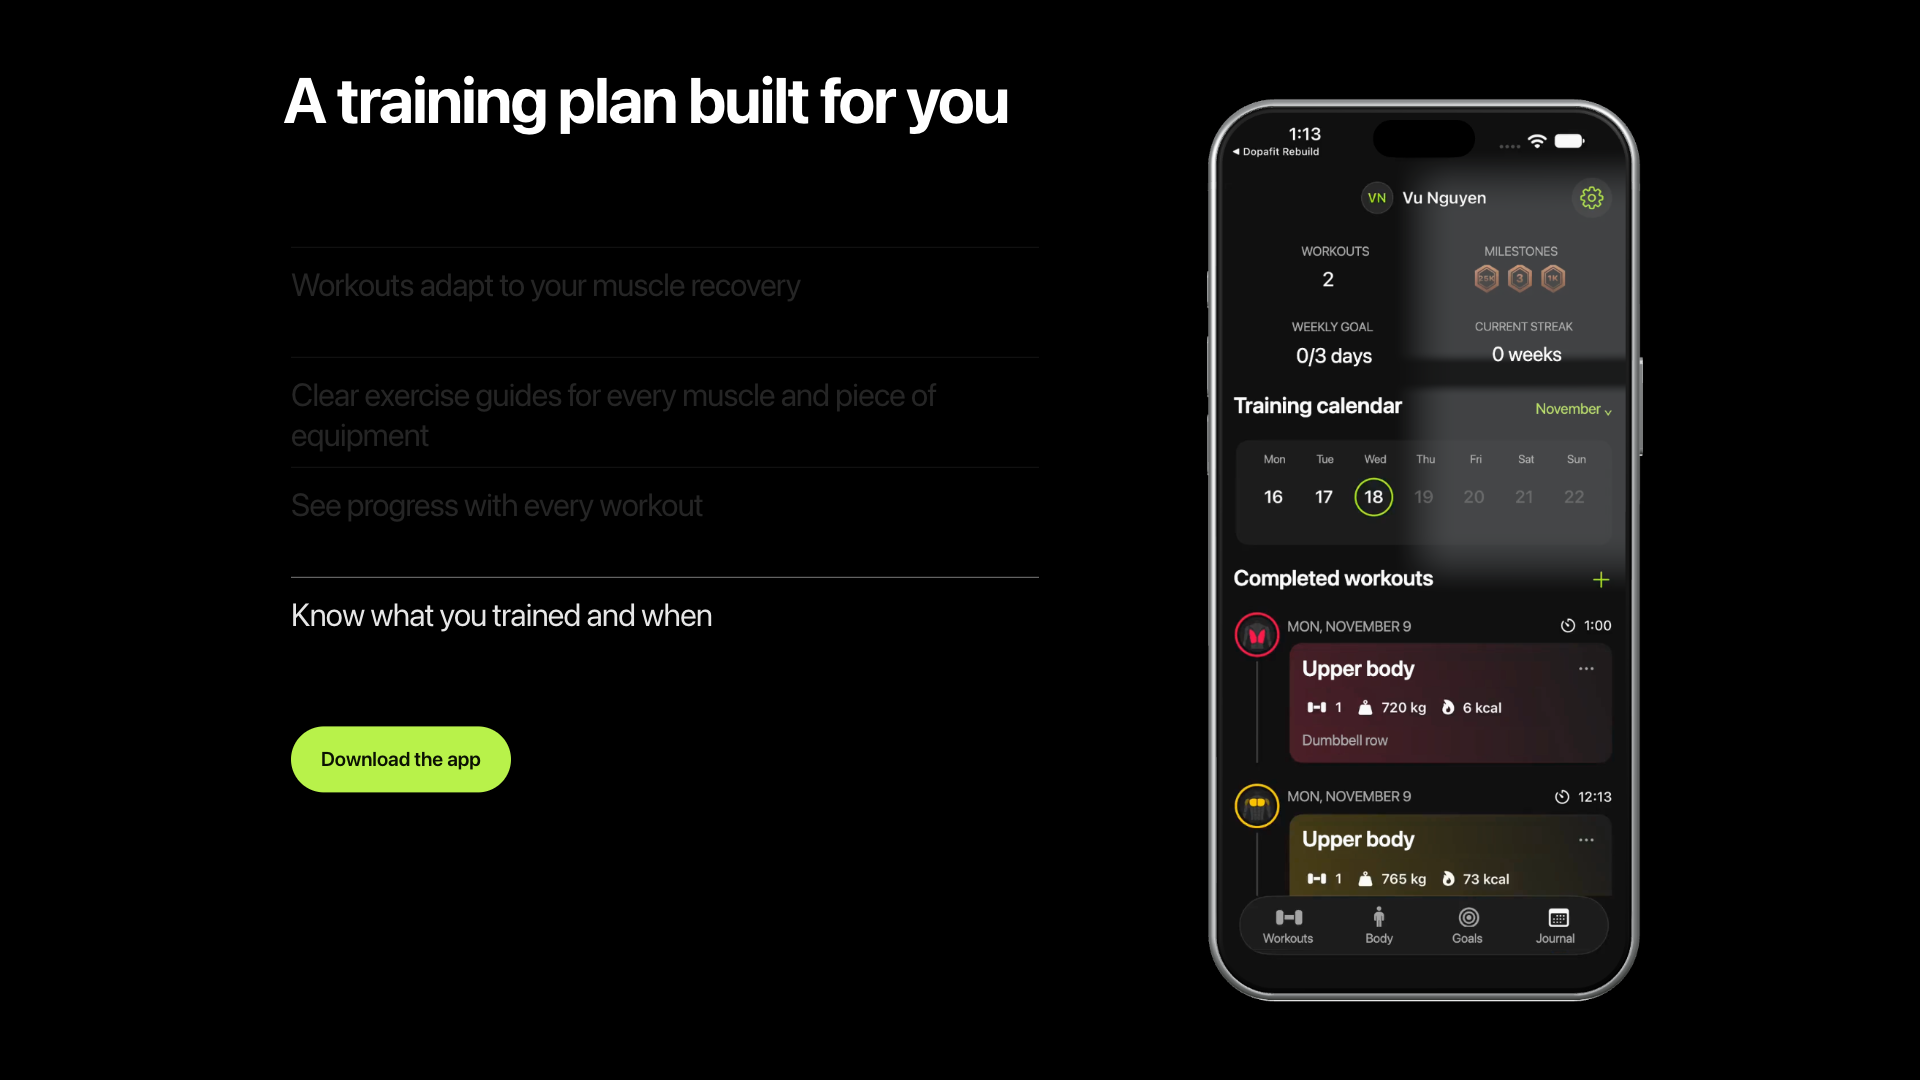 A training plan built for you
Workouts adapt to your muscle recovery
Clear exercise guides for every muscle and piece of
equipment
See progress with every workout
Know what you trained and when
Download the app
1:13
◀ Dopafit Rebuild
VN Vu Nguyen
WORKOUTS
2
MILESTONES
25K 3 1K
WEEKLY GOAL
0/3 days
CURRENT STREAK
0 weeks
Training calendar
November
Mon Tue Wed Thu Fri Sat Sun
16 17 18 19 20 21 22
Completed workouts
MON, NOVEMBER 9 1:00
Upper body
1 720 kg 6 kcal
Dumbbell row
MON, NOVEMBER 9 12:13
Upper body
1 765 kg 73 kcal
Workouts Body Goals Journal